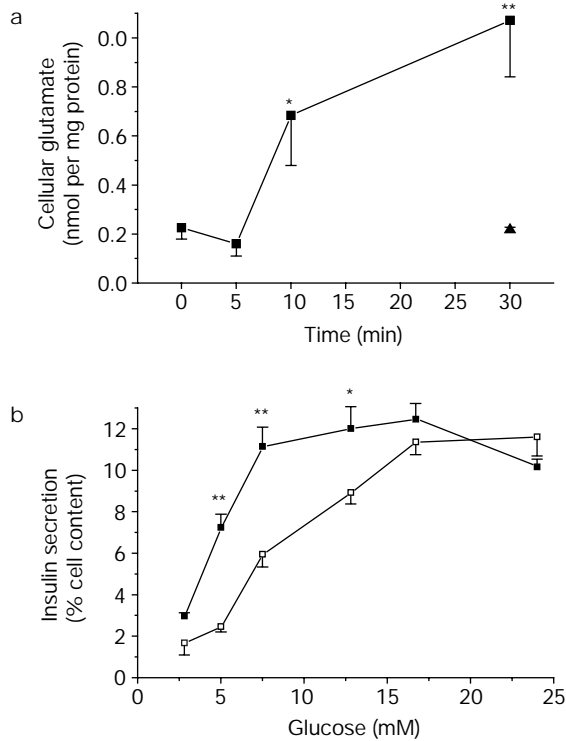 a
Cellular glutamate
(nmol per mg protein)
0.0
0.8
0.6
0.4
0.2
0.0
*
**
0 5 10 15 20 25 30
Time (min)
b
Insulin secretion
(% cell content)
12
10
8
6
4
2
0
**
**
*
0 5 10 15 20 25
Glucose (mM)